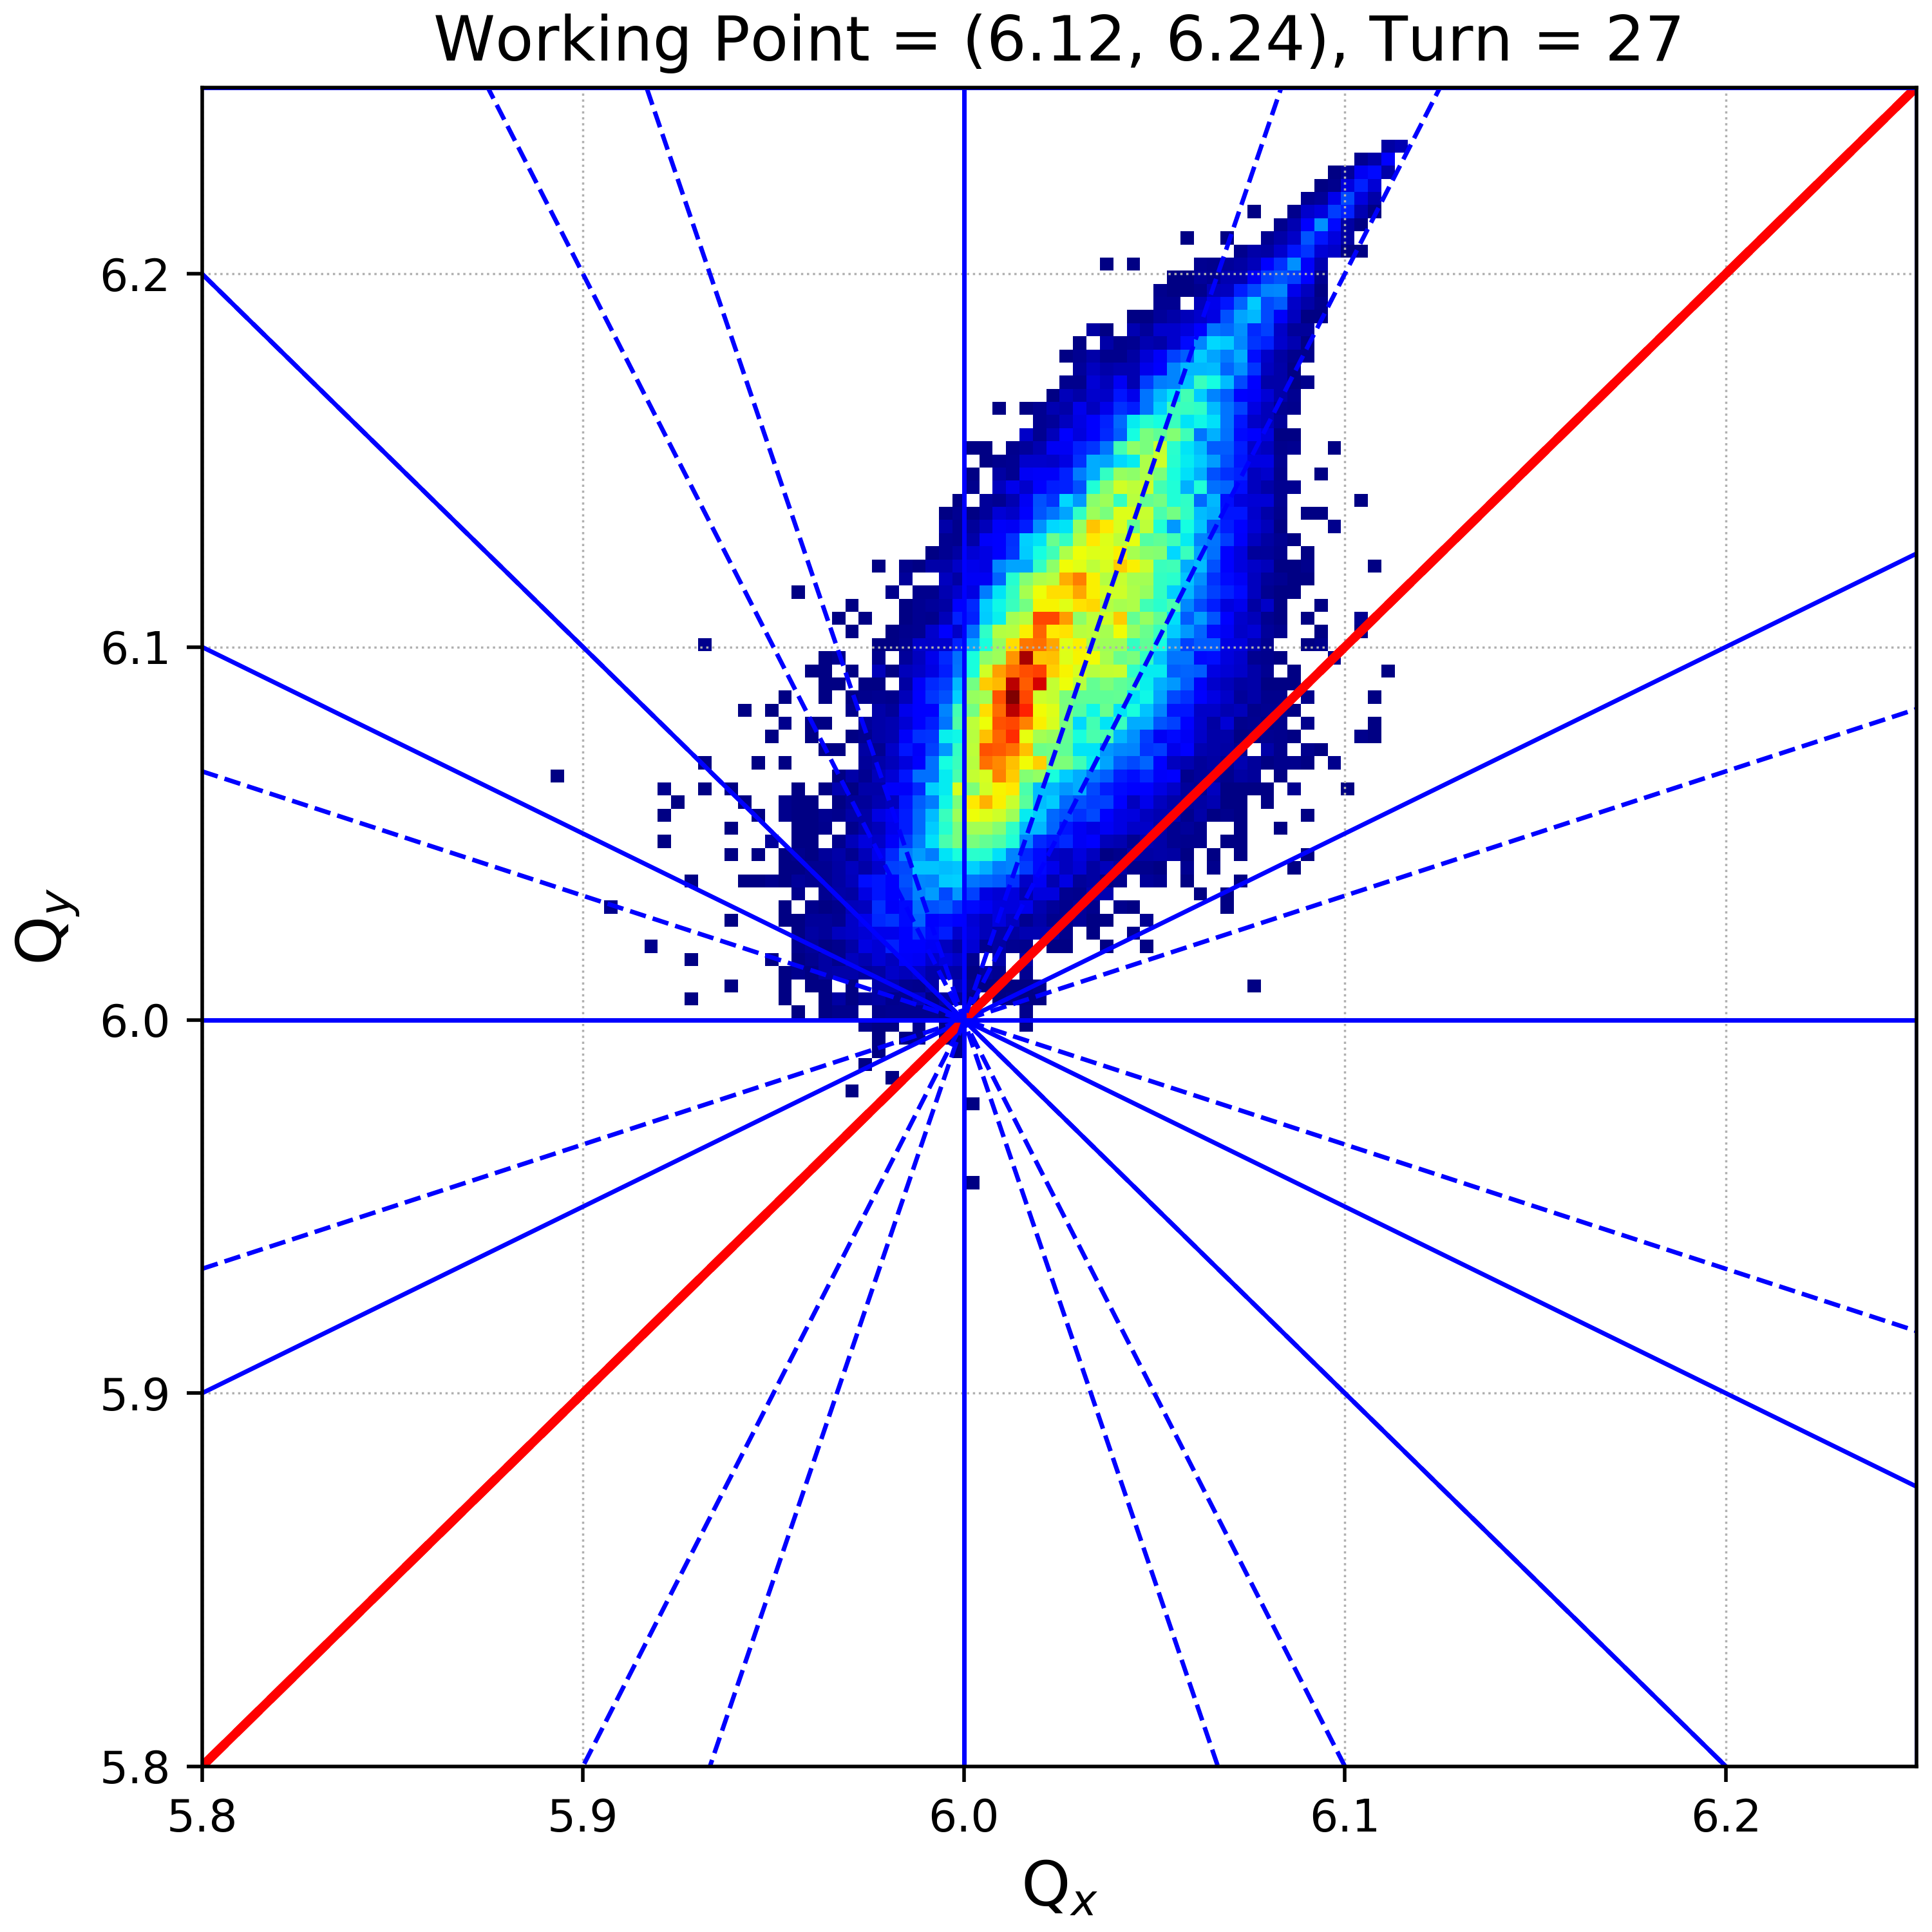 Working Point = (6.12, 6.24), Turn = 27
6.2
6.1
6.0
5.9
5.8
Qy
5.8 5.9 6.0 6.1 6.2
Qx